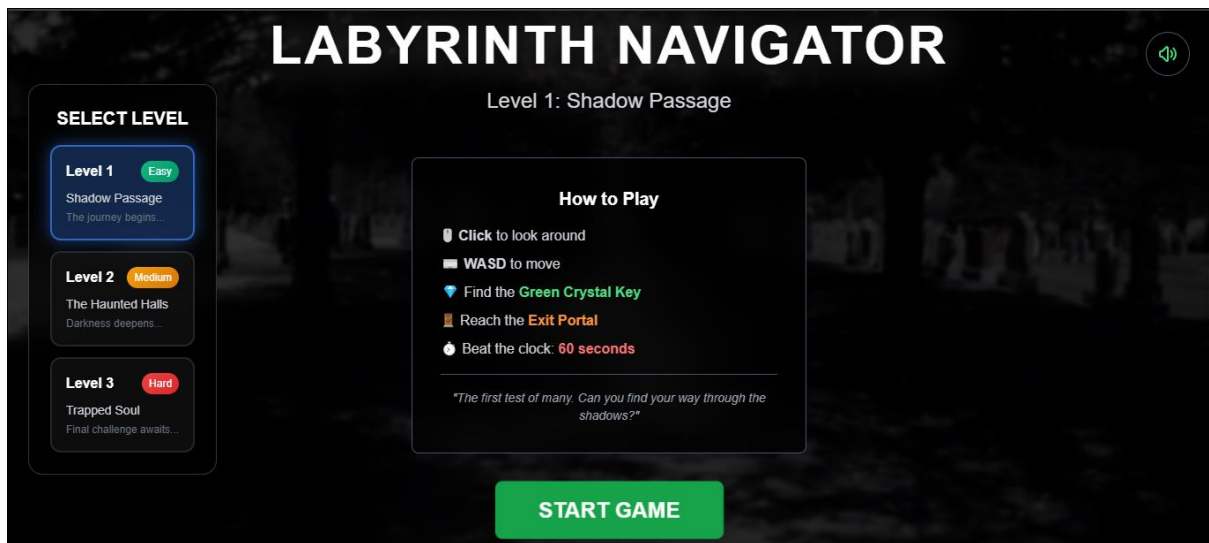 LABYRINTH NAVIGATOR
Level 1: Shadow Passage
SELECT LEVEL
Level 1 Easy
Shadow Passage
The journey begins...
Level 2 Medium
The Haunted Halls
Darkness deepens...
Level 3 Hard
Trapped Soul
Final challenge awaits...
How to Play
Click to look around
WASD to move
Find the Green Crystal Key
Reach the Exit Portal
Beat the clock: 60 seconds
"The first test of many. Can you find your way through the
shadows?"
START GAME